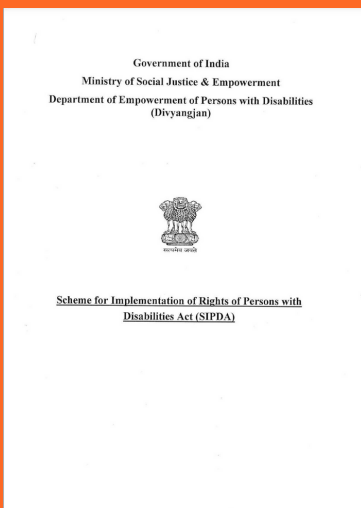 Government of India
Ministry of Social Justice & Empowerment
Department of Empowerment of Persons with Disabilities
(Divyangjan)
सत्यमेव जयते
Scheme for Implementation of Rights of Persons with
Disabilities Act (SIPDA)